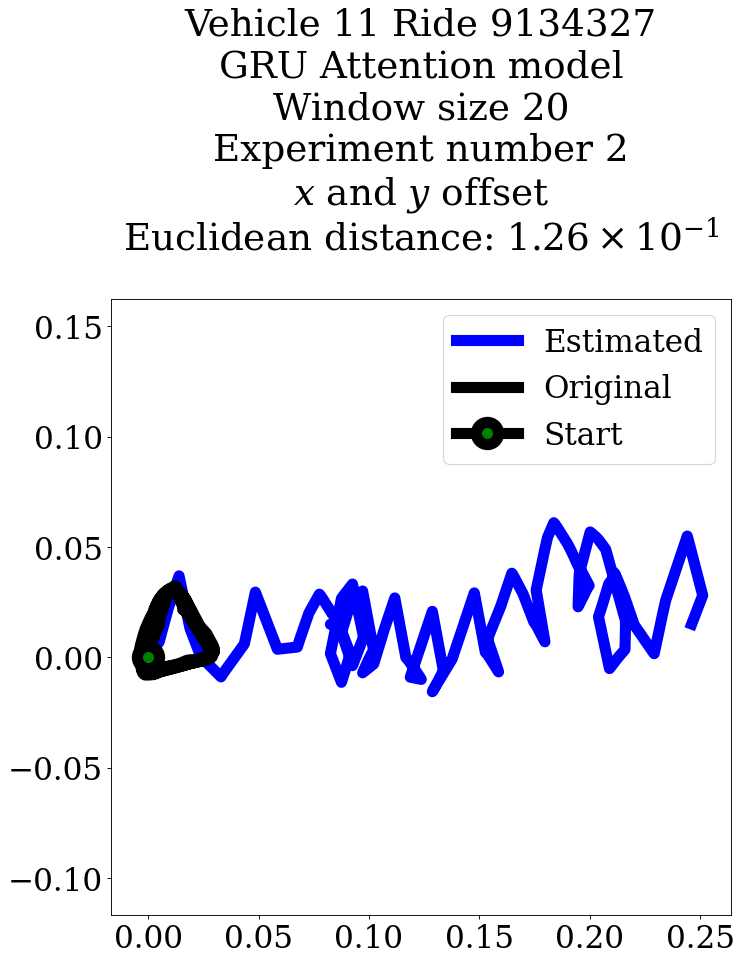 Vehicle 11 Ride 9134327
GRU Attention model
Window size 20
Experiment number 2
x and y offset
Euclidean distance: 1.26 × 10⁻¹
Estimated
Original
Start
0.15
0.10
0.05
0.00
−0.05
−0.10
0.00 0.05 0.10 0.15 0.20 0.25